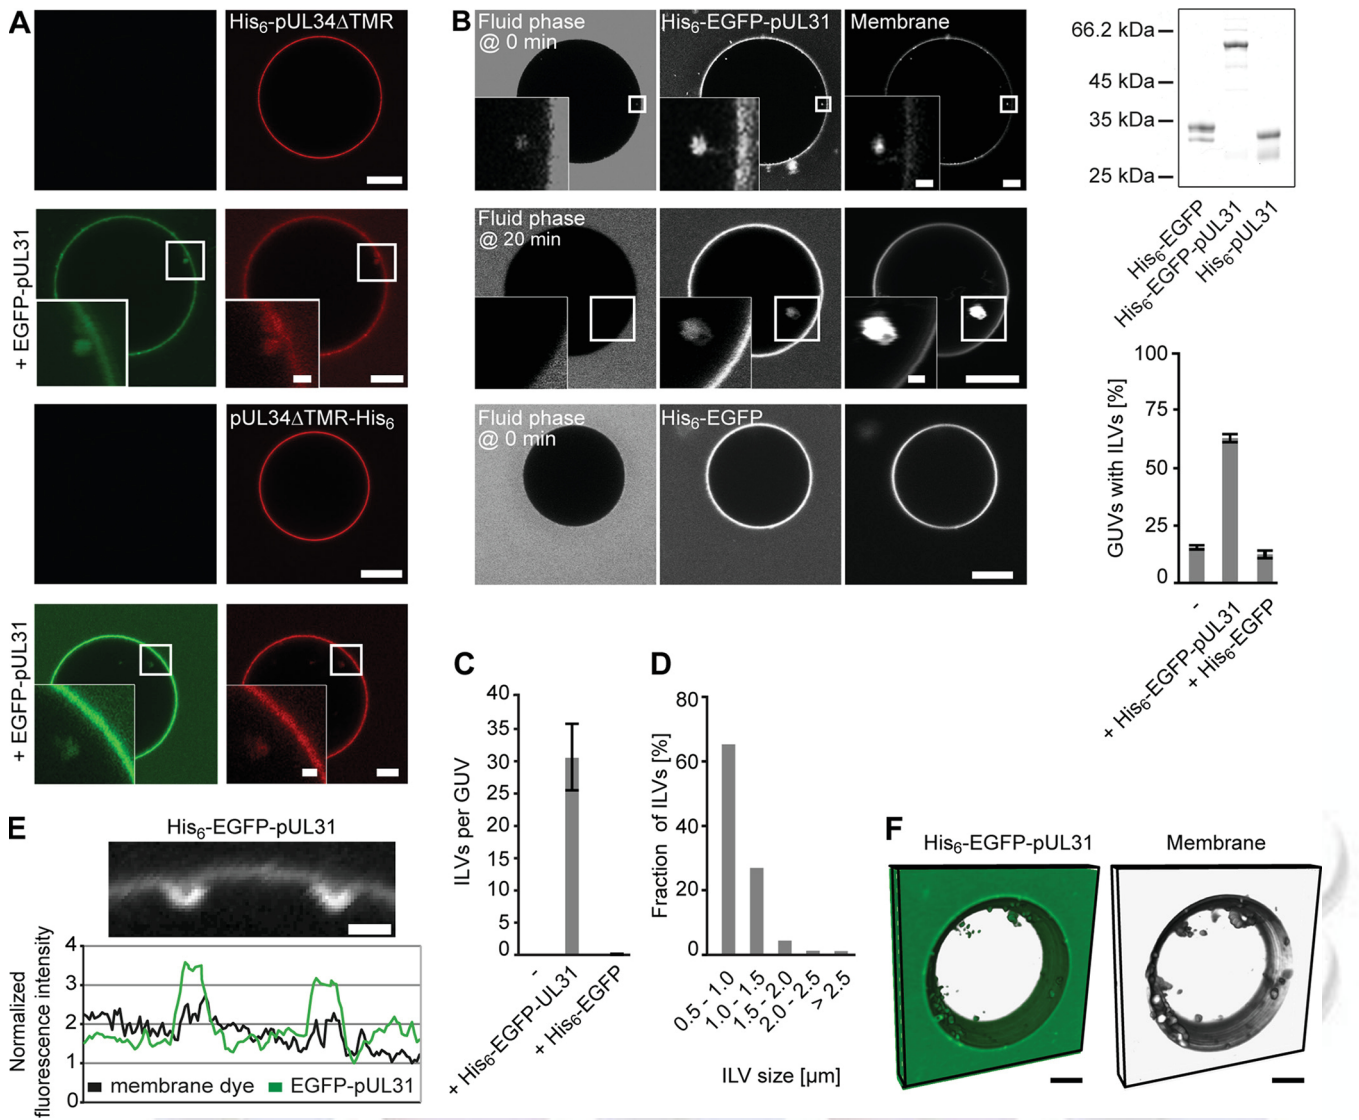 A
His6-pUL34ΔTMR
+ EGFP-pUL31
pUL34ΔTMR-His6
+ EGFP-pUL31
B
Fluid phase
@ 0 min
His6-EGFP-pUL31
Membrane
Fluid phase
@ 20 min
Fluid phase
@ 0 min
His6-EGFP
66.2 kDa
45 kDa
35 kDa
25 kDa
His6-EGFP
His6-EGFP-pUL31
His6-pUL31
GUVs with ILVs [%]
100
75
50
25
0
-
+ His6-EGFP-pUL31
+ His6-EGFP
C
ILVs per GUV
40
35
30
25
20
15
10
5
0
-
+ His6-EGFP-UL31
+ His6-EGFP
D
Fraction of ILVs [%]
80
60
40
20
0
0.5 - 1.0
1.0 - 1.5
1.5 - 2.0
2.0 - 2.5
> 2.5
ILV size [µm]
E
His6-EGFP-pUL31
Normalized
fluorescence intensity
4
3
2
1
0
membrane dye
EGFP-pUL31
F
His6-EGFP-pUL31
Membrane